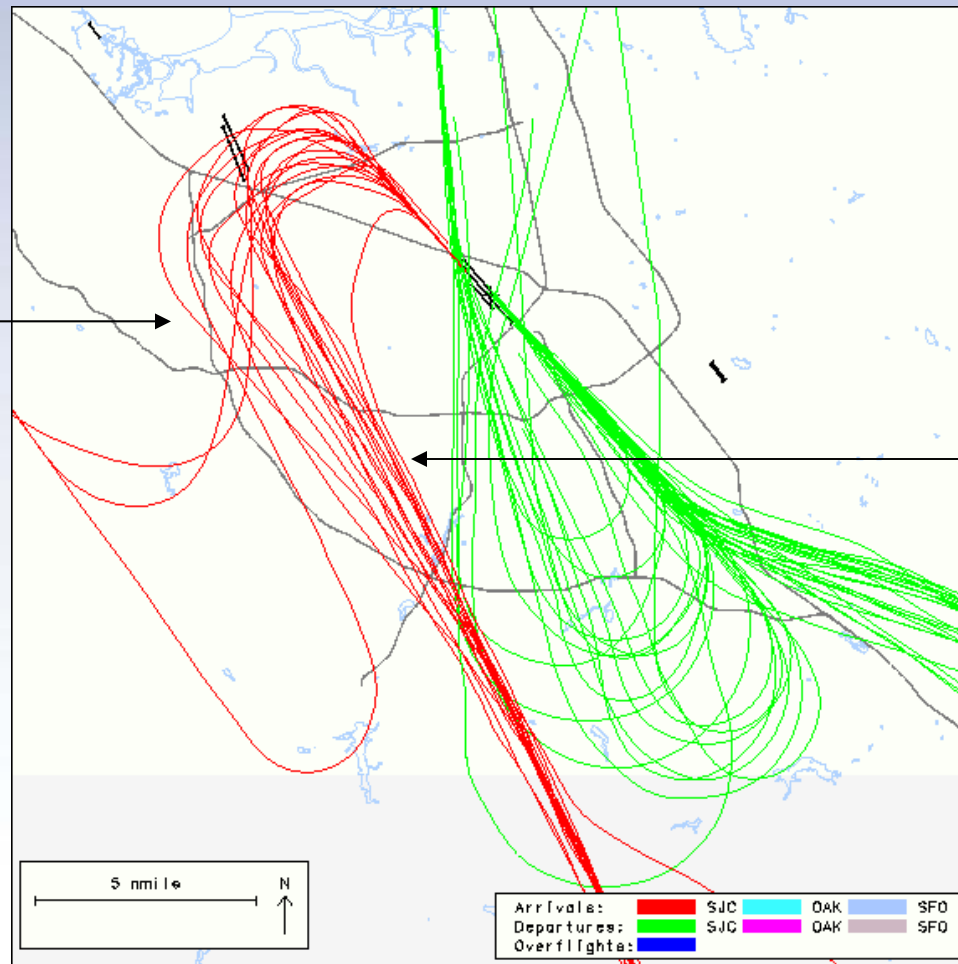 5 nmile N
Arrivals: SJC OAK SFO
Departures: SJC OAK SFO
Overflights: